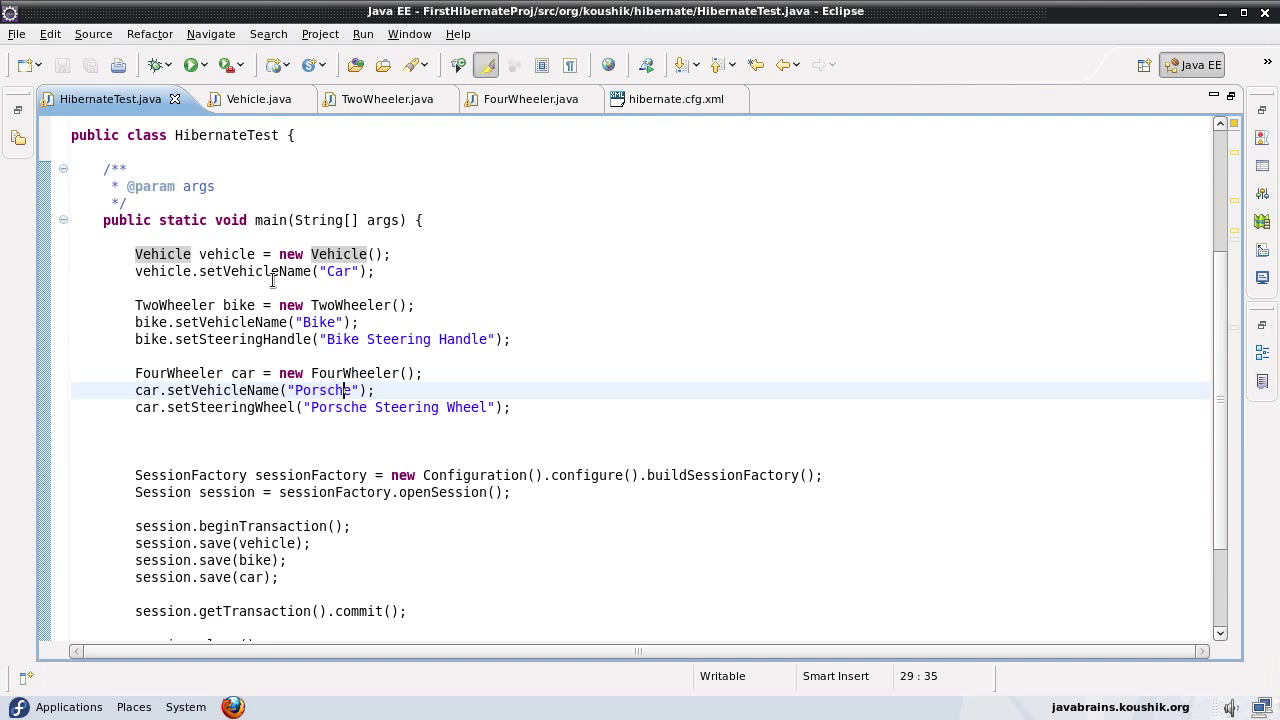 Java EE - FirstHibernateProj/src/org/koushik/hibernate/HibernateTest.java - Eclipse
File Edit Source Refactor Navigate Search Project Run Window Help
Java EE
HibernateTest.java Vehicle.java TwoWheeler.java FourWheeler.java hibernate.cfg.xml
public class HibernateTest {
/**
* @param args
*/
public static void main(String[] args) {
Vehicle vehicle = new Vehicle();
vehicle.setVehicleName("Car");
TwoWheeler bike = new TwoWheeler();
bike.setVehicleName("Bike");
bike.setSteeringHandle("Bike Steering Handle");
FourWheeler car = new FourWheeler();
car.setVehicleName("Porsche");
car.setSteeringWheel("Porsche Steering Wheel");
SessionFactory sessionFactory = new Configuration().configure().buildSessionFactory();
Session session = sessionFactory.openSession();
session.beginTransaction();
session.save(vehicle);
session.save(bike);
session.save(car);
session.getTransaction().commit();
Writable Smart Insert 29 : 35
Applications Places System javabrains.koushik.org